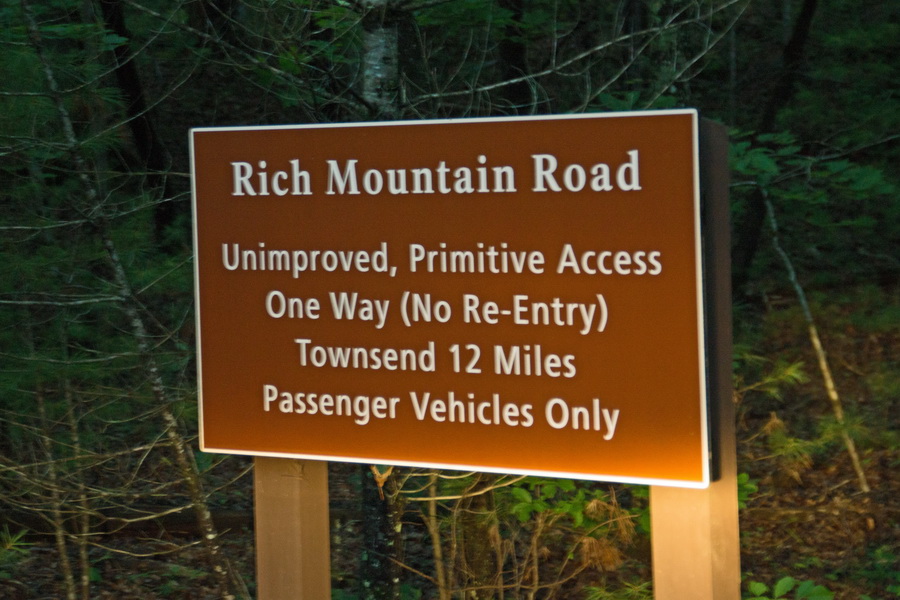 Rich Mountain Road
Unimproved, Primitive Access
One Way (No Re-Entry)
Townsend 12 Miles
Passenger Vehicles Only